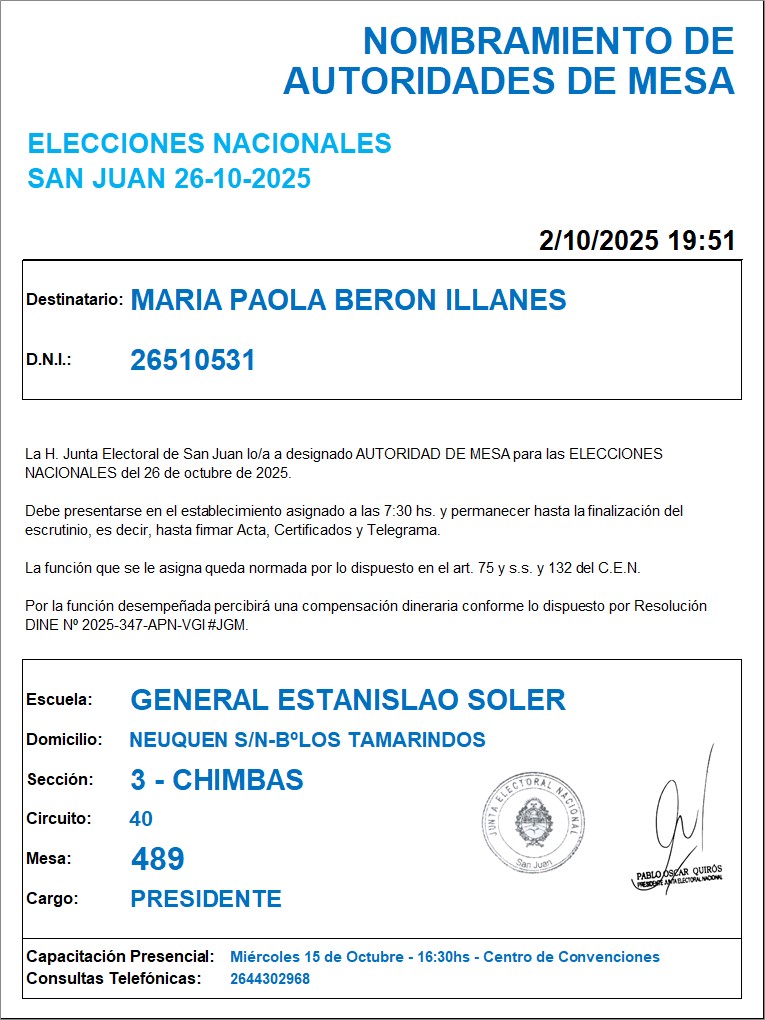 NOMBRAMIENTO DE
AUTORIDADES DE MESA
ELECCIONES NACIONALES
SAN JUAN 26-10-2025
2/10/2025 19:51
Destinatario: MARIA PAOLA BERON ILLANES
D.N.I.: 26510531
La H. Junta Electoral de San Juan lo/a a designado AUTORIDAD DE MESA para las ELECCIONES
NACIONALES del 26 de octubre de 2025.
Debe presentarse en el establecimiento asignado a las 7:30 hs. y permanecer hasta la finalización del
escrutinio, es decir, hasta firmar Acta, Certificados y Telegrama.
La función que se le asigna queda normada por lo dispuesto en el art. 75 y s.s. y 132 del C.E.N.
Por la función desempeñada percibirá una compensación dineraria conforme lo dispuesto por Resolución
DINE Nº 2025-347-APN-VGI#JGM.
Escuela: GENERAL ESTANISLAO SOLER
Domicilio: NEUQUEN S/N-BºLOS TAMARINDOS
Sección: 3 - CHIMBAS
Circuito: 40
Mesa: 489
Cargo: PRESIDENTE
JUNTA ELECTORAL NACIONAL
San Juan
PABLO OSCAR QUIRÓS
PRESIDENTE JUNTA ELECTORAL NACIONAL
Capacitación Presencial: Miércoles 15 de Octubre - 16:30hs - Centro de Convenciones
Consultas Telefónicas: 2644302968